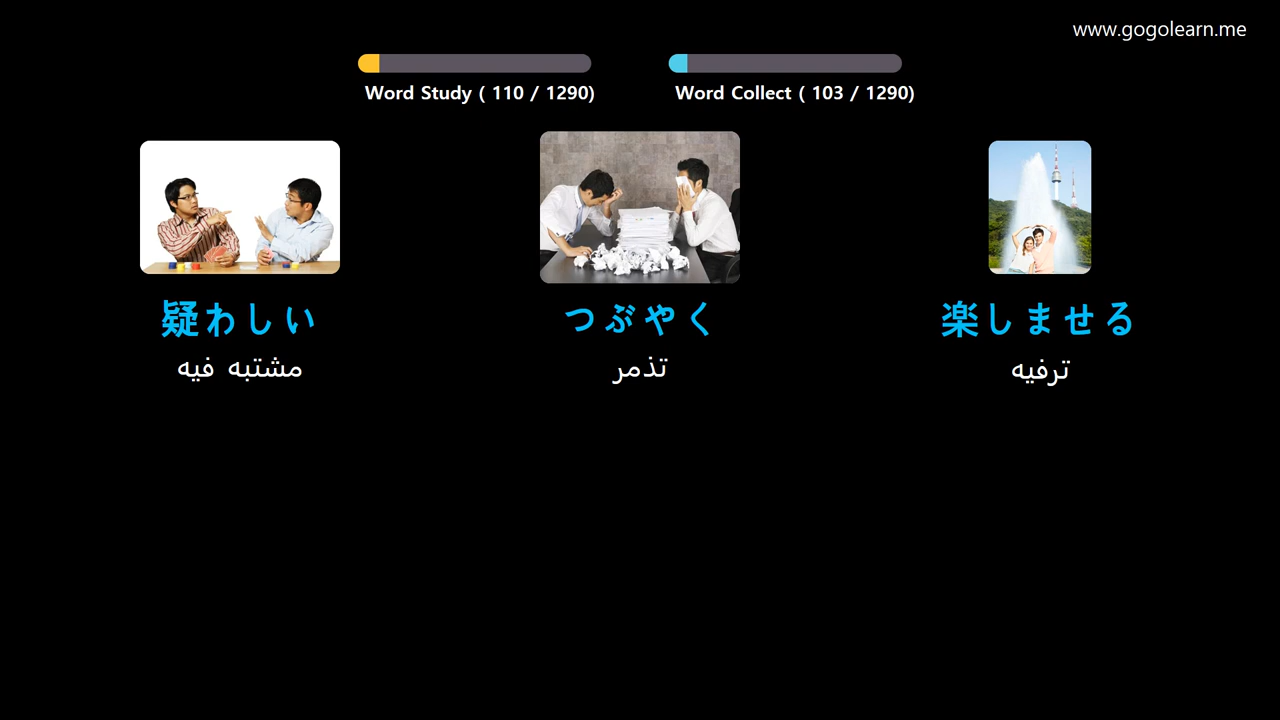 www.gogolearn.me
Word Study ( 110 / 1290)
Word Collect ( 103 / 1290)
疑わしい
つぶやく
楽しませる
مشتبه فيه
تذمر
ترفيه